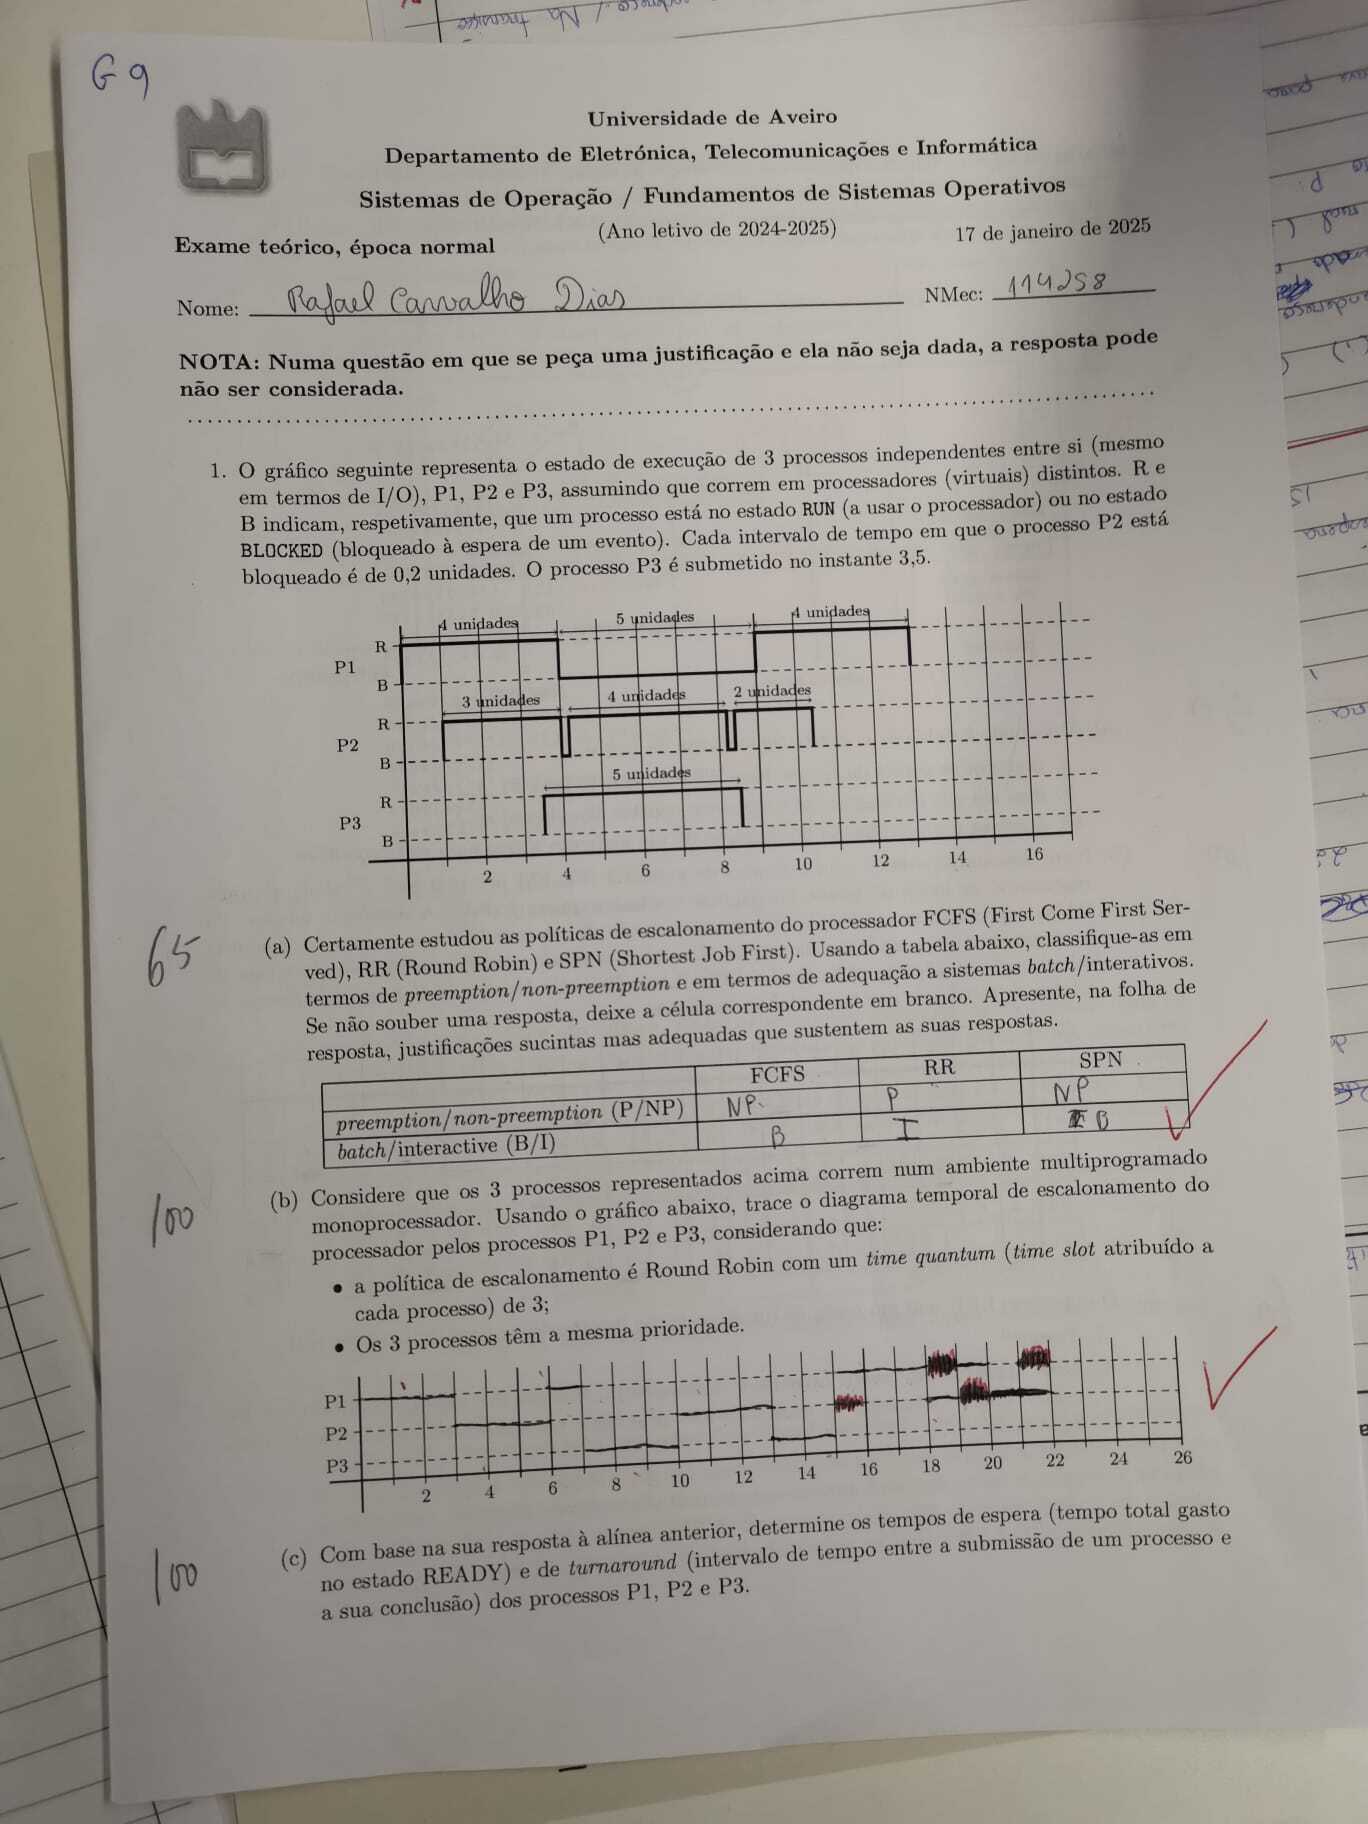 G 9
Universidade de Aveiro
Departamento de Eletrónica, Telecomunicações e Informática
Sistemas de Operação / Fundamentos de Sistemas Operativos
(Ano letivo de 2024-2025)
Exame teórico, época normal
17 de janeiro de 2025
Nome: Rafael Carvalho Dias
NMec: 114258
NOTA: Numa questão em que se peça uma justificação e ela não seja dada, a resposta pode
não ser considerada.
1. O gráfico seguinte representa o estado de execução de 3 processos independentes entre si (mesmo
em termos de I/O), P1, P2 e P3, assumindo que correm em processadores (virtuais) distintos. R e
B indicam, respetivamente, que um processo está no estado RUN (a usar o processador) ou no estado
BLOCKED (bloqueado à espera de um evento). Cada intervalo de tempo em que o processo P2 está
bloqueado é de 0,2 unidades. O processo P3 é submetido no instante 3,5.
4 unidades 5 unidades 4 unidades
R
P1
B
3 unidades 4 unidades 2 unidades
R
P2
B
5 unidades
R
P3
B
2 4 6 8 10 12 14 16
65
(a) Certamente estudou as políticas de escalonamento do processador FCFS (First Come First Ser-
ved), RR (Round Robin) e SPN (Shortest Job First). Usando a tabela abaixo, classifique-as em
termos de preemption/non-preemption e em termos de adequação a sistemas batch/interativos.
Se não souber uma resposta, deixe a célula correspondente em branco. Apresente, na folha de
resposta, justificações sucintas mas adequadas que sustentem as suas respostas.
FCFS RR SPN
preemption/non-preemption (P/NP) NP P NP
batch/interactive (B/I) B I B
100
(b) Considere que os 3 processos representados acima correm num ambiente multiprogramado
monoprocessador. Usando o gráfico abaixo, trace o diagrama temporal de escalonamento do
processador pelos processos P1, P2 e P3, considerando que:
• a política de escalonamento é Round Robin com um time quantum (time slot atribuído a
cada processo) de 3;
• Os 3 processos têm a mesma prioridade.
P1
P2
P3
2 4 6 8 10 12 14 16 18 20 22 24 26
100
(c) Com base na sua resposta à alínea anterior, determine os tempos de espera (tempo total gasto
no estado READY) e de turnaround (intervalo de tempo entre a submissão de um processo e
a sua conclusão) dos processos P1, P2 e P3.